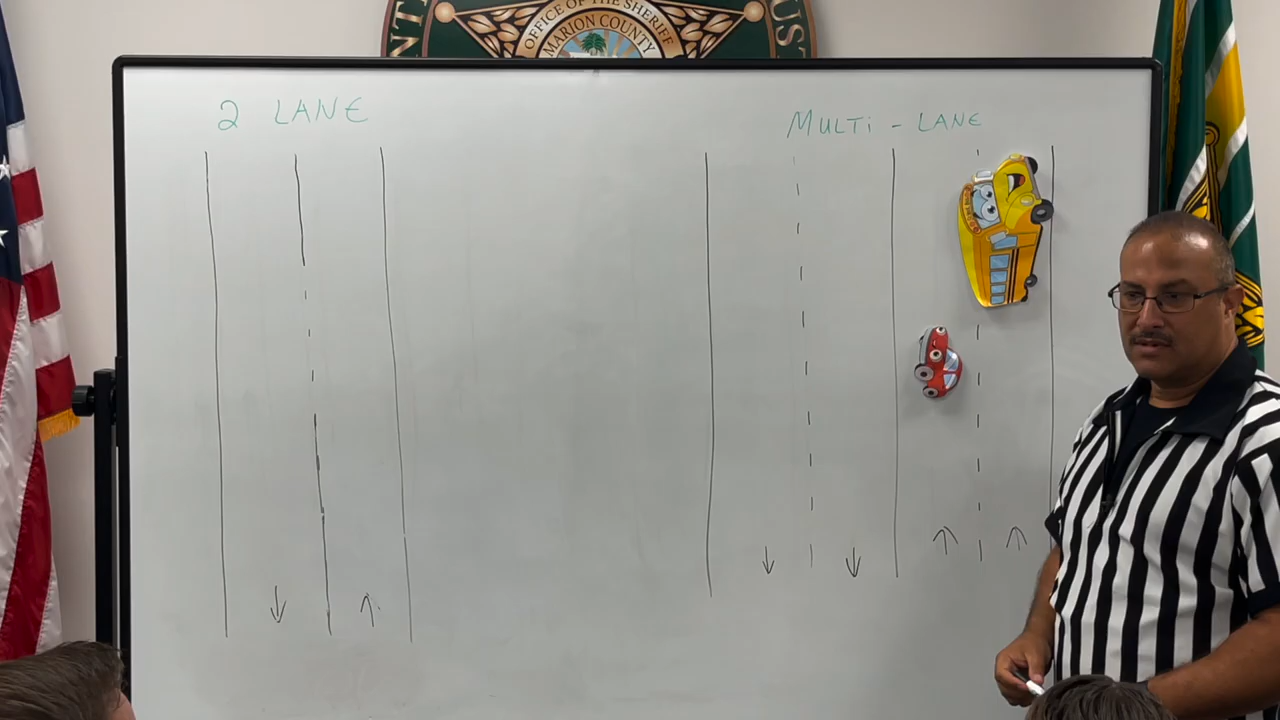 OFFICE OF THE SHERIFF
MARION COUNTY
2 LANE
MULTi - LANE